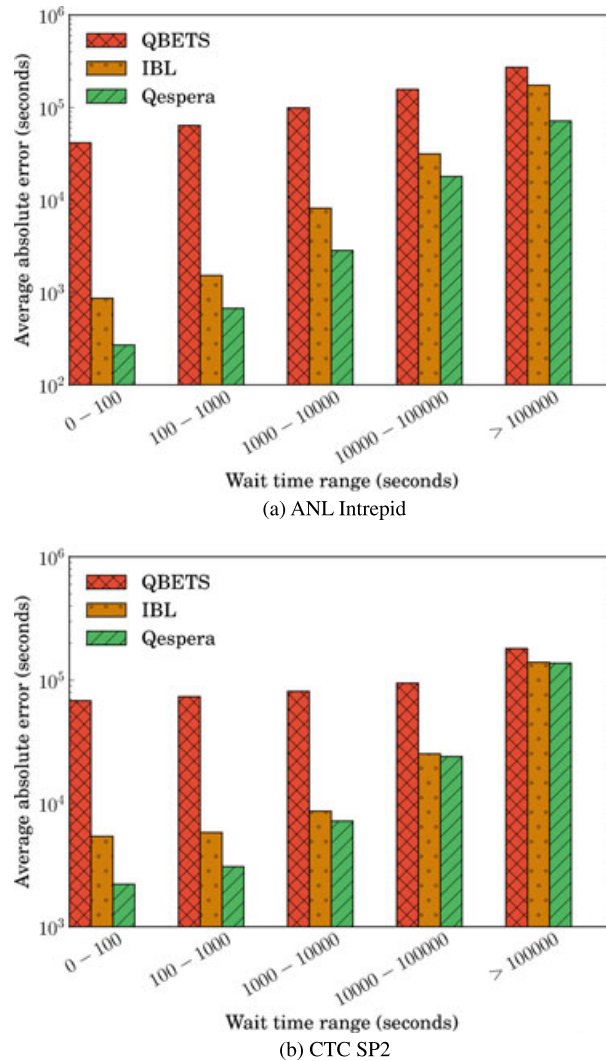 10^6
QBETS
IBL
Qespera
10^5
10^4
10^3
10^2
Average absolute error (seconds)
0 − 100
100 − 1000
1000 − 10000
10000 − 100000
> 100000
Wait time range (seconds)
(a) ANL Intrepid
10^6
QBETS
IBL
Qespera
10^5
10^4
10^3
Average absolute error (seconds)
0 − 100
100 − 1000
1000 − 10000
10000 − 100000
> 100000
Wait time range (seconds)
(b) CTC SP2